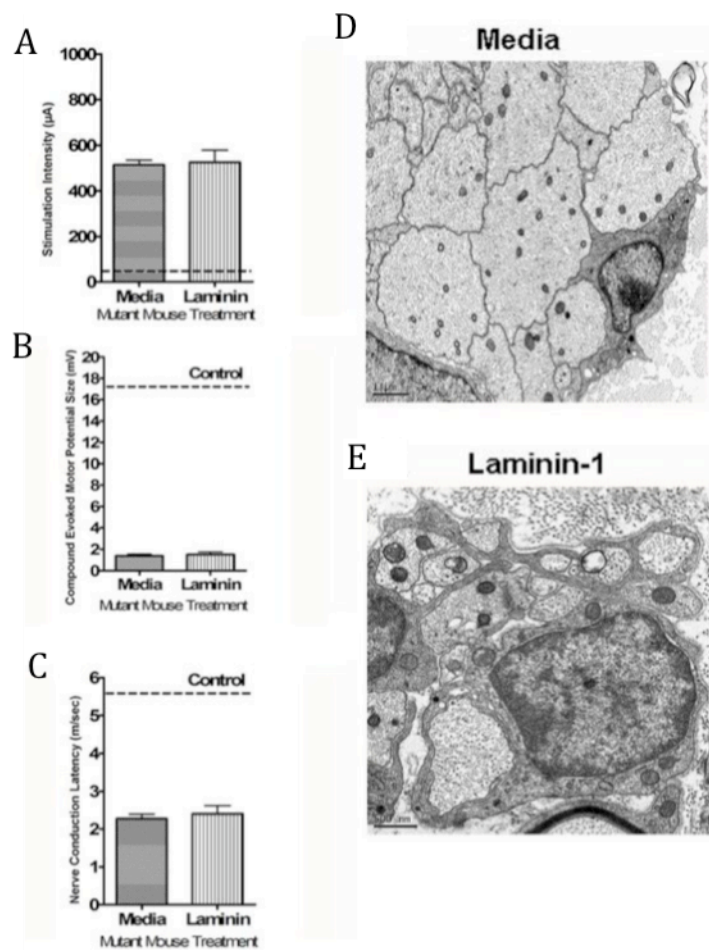 A
1000
800
600
400
200
0
Stimulation Intensity (µA)
Media Laminin
Mutant Mouse Treatment
B
20
18
16
14
12
10
8
6
4
2
0
Compound Evoked Motor Potential Size (mV)
Control
Media Laminin
Mutant Mouse Treatment
C
6
5
4
3
2
1
0
Nerve Conduction Latency (m/sec)
Control
Media Laminin
Mutant Mouse Treatment
D
Media
E
Laminin-1